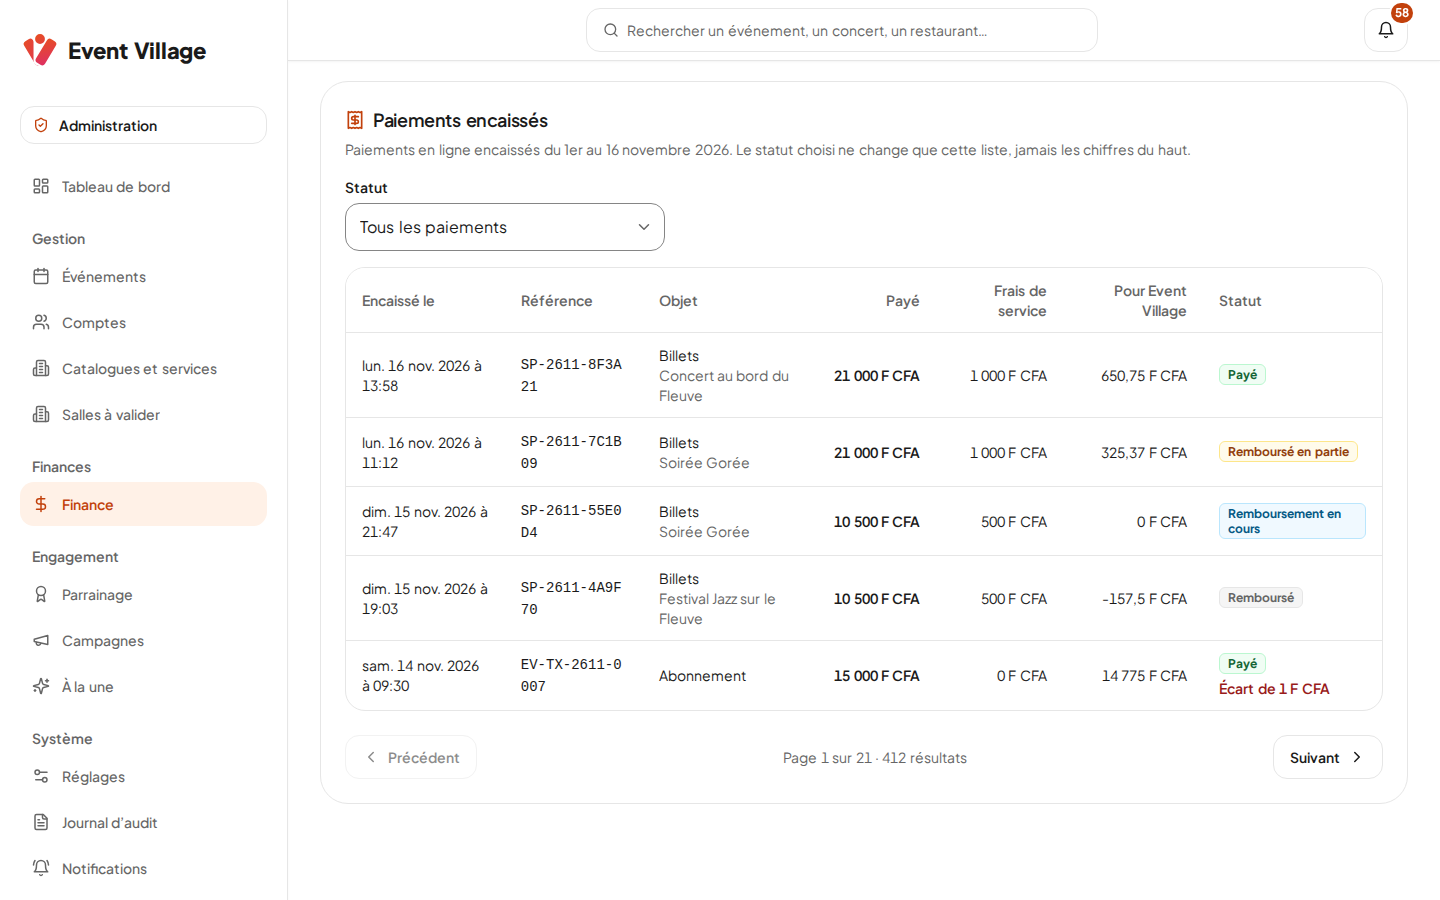 Event Village
Rechercher un événement, un concert, un restaurant…
58
Administration
Tableau de bord
Gestion
Événements
Comptes
Catalogues et services
Salles à valider
Finances
Finance
Engagement
Parrainage
Campagnes
À la une
Système
Réglages
Journal d'audit
Notifications
Paiements encaissés
Paiements en ligne encaissés du 1er au 16 novembre 2026. Le statut choisi ne change que cette liste, jamais les chiffres du haut.
Statut
Tous les paiements
Encaissé le
Référence
Objet
Payé
Frais de
service
Pour Event
Village
Statut
lun. 16 nov. 2026 à
13:58
SP-2611-8F3A
21
Billets
Concert au bord du
Fleuve
21 000 F CFA
1 000 F CFA
650,75 F CFA
Payé
lun. 16 nov. 2026 à
11:12
SP-2611-7C1B
09
Billets
Soirée Gorée
21 000 F CFA
1 000 F CFA
325,37 F CFA
Remboursé en partie
dim. 15 nov. 2026 à
21:47
SP-2611-55E0
D4
Billets
Soirée Gorée
10 500 F CFA
500 F CFA
0 F CFA
Remboursement en
cours
dim. 15 nov. 2026 à
19:03
SP-2611-4A9F
70
Billets
Festival Jazz sur le
Fleuve
10 500 F CFA
500 F CFA
-157,5 F CFA
Remboursé
sam. 14 nov. 2026
à 09:30
EV-TX-2611-0
007
Abonnement
15 000 F CFA
0 F CFA
14 775 F CFA
Payé
Écart de 1 F CFA
Précédent
Page 1 sur 21 · 412 résultats
Suivant